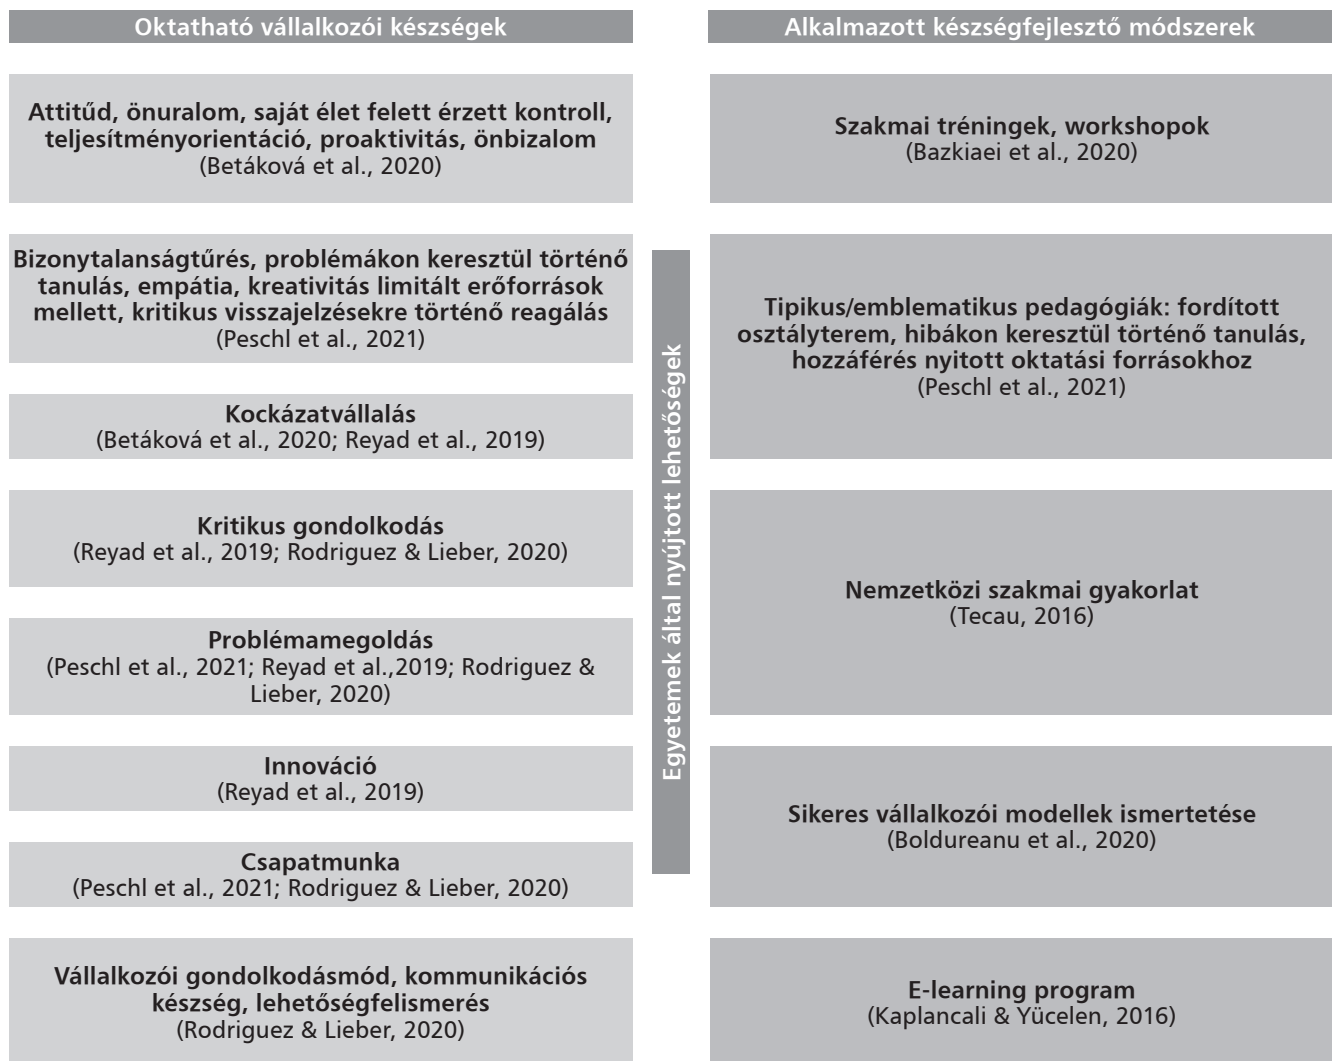 Oktatható vállalkozói készségek
Attitűd, önuralom, saját élet felett érzett kontroll,
teljesítményorientáció, proaktivitás, önbizalom
(Betáková et al., 2020)
Bizonytalanságtűrés, problémákon keresztül történő
tanulás, empátia, kreativitás limitált erőforrások
mellett, kritikus visszajelzésekre történő reagálás
(Peschl et al., 2021)
Kockázatvállalás
(Betáková et al., 2020; Reyad et al., 2019)
Kritikus gondolkodás
(Reyad et al., 2019; Rodriguez & Lieber, 2020)
Problémamegoldás
(Peschl et al., 2021; Reyad et al.,2019; Rodriguez &
Lieber, 2020)
Innováció
(Reyad et al., 2019)
Csapatmunka
(Peschl et al., 2021; Rodriguez & Lieber, 2020)
Vállalkozói gondolkodásmód, kommunikációs
készség, lehetőségfelismerés
(Rodriguez & Lieber, 2020)
Egyetemek által nyújtott lehetőségek
Alkalmazott készségfejlesztő módszerek
Szakmai tréningek, workshopok
(Bazkiaei et al., 2020)
Tipikus/emblematikus pedagógiák: fordított
osztályterem, hibákon keresztül történő tanulás,
hozzáférés nyitott oktatási forrásokhoz
(Peschl et al., 2021)
Nemzetközi szakmai gyakorlat
(Tecau, 2016)
Sikeres vállalkozói modellek ismertetése
(Boldureanu et al., 2020)
E-learning program
(Kaplancali & Yücelen, 2016)